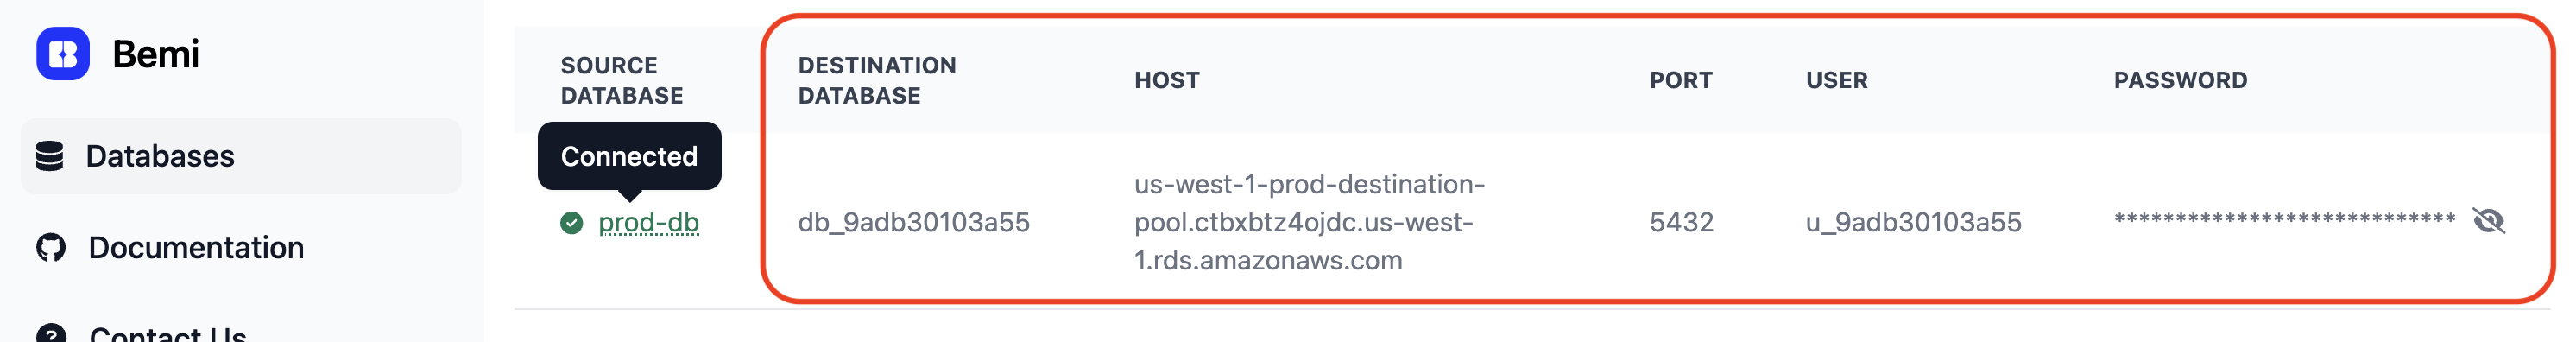 Bemi
Databases
Documentation
Contact Us
SOURCE
DATABASE
DESTINATION
DATABASE
HOST
PORT
USER
PASSWORD
Connected
prod-db
db_9adb30103a55
us-west-1-prod-destination-
pool.ctbxbtz4ojdc.us-west-
1.rds.amazonaws.com
5432
u_9adb30103a55
****************************